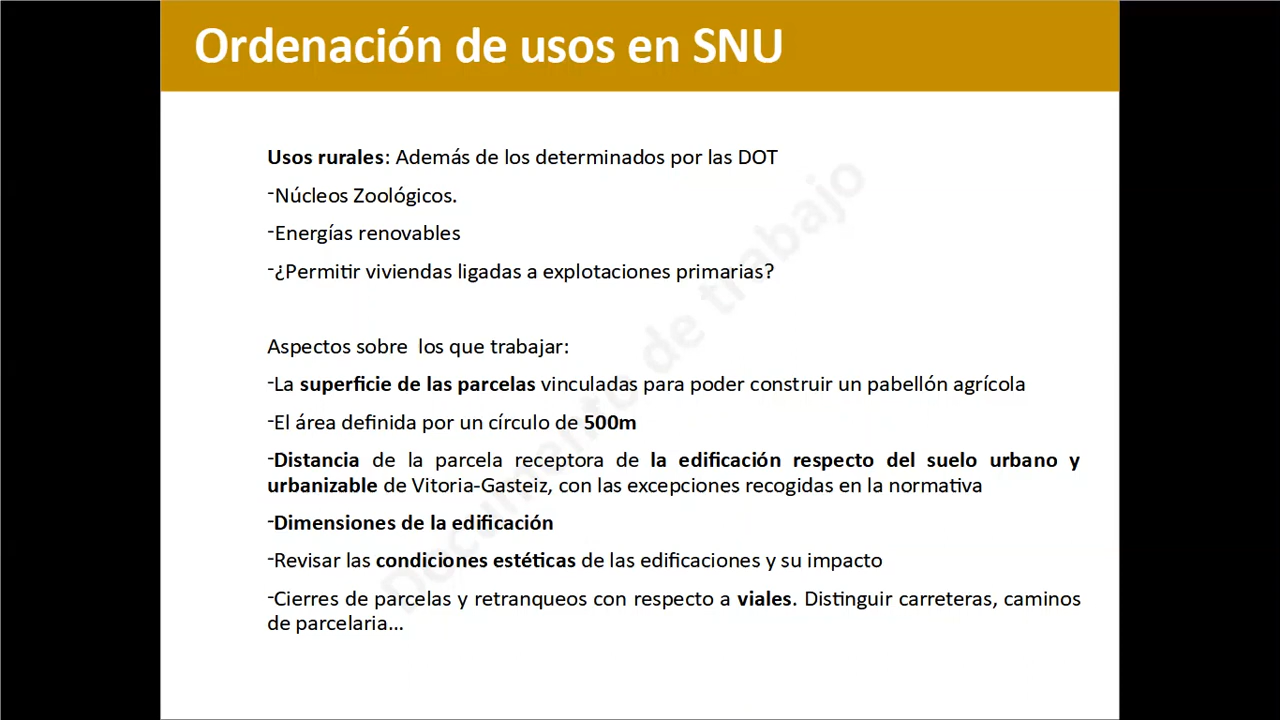 Ordenación de usos en SNU
Usos rurales: Además de los determinados por las DOT
-Núcleos Zoológicos.
-Energías renovables
-¿Permitir viviendas ligadas a explotaciones primarias?
Aspectos sobre  los que trabajar:
-La superficie de las parcelas vinculadas para poder construir un pabellón agrícola
-El área definida por un círculo de 500m
-Distancia de la parcela receptora de la edificación respecto del suelo urbano y
urbanizable de Vitoria-Gasteiz, con las excepciones recogidas en la normativa
-Dimensiones de la edificación
-Revisar las condiciones estéticas de las edificaciones y su impacto
-Cierres de parcelas y retranqueos con respecto a viales. Distinguir carreteras, caminos
de parcelaria...
Documento de trabajo